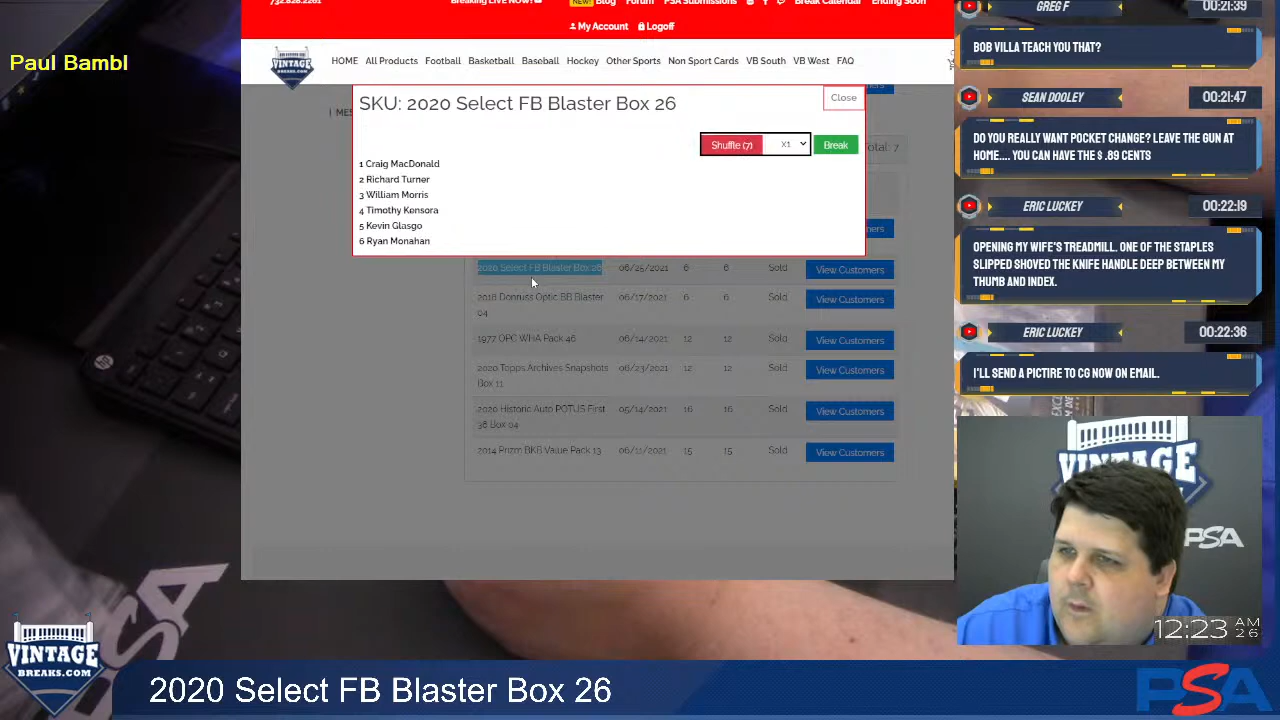 732.828.2261
Breaking LIVE Now!
NEW! Blog
Forum
PSA Submissions
Break Calendar
Ending Soon
My Account
Logoff
Paul Bambl
VINTAGE
BREAKS.COM
HOME
All Products
Football
Basketball
Baseball
Hockey
Other Sports
Non Sport Cards
VB South
VB West
FAQ
SKU: 2020 Select FB Blaster Box 26
Close
Shuffle (7)
X1
Break
Total: 7
1 Craig MacDonald
2 Richard Turner
3 William Morris
4 Timothy Kensora
5 Kevin Glasgo
6 Ryan Monahan
2020 Select FB Blaster Box 26 06/25/2021 6 6 Sold View Customers
2018 Donruss Optic BB Blaster 06/17/2021 6 6 Sold View Customers
04
1977 OPC WHA Pack 46 06/14/2021 12 12 Sold View Customers
2020 Topps Archives Snapshots 06/23/2021 12 12 Sold View Customers
Box 11
2020 Historic Auto POTUS First 05/14/2021 16 16 Sold View Customers
36 Box 04
2014 Prizm BKB Value Pack 13 06/11/2021 15 15 Sold View Customers
GREG F 00:21:39
BOB VILLA TEACH YOU THAT?
SEAN DOOLEY 00:21:47
DO YOU REALLY WANT POCKET CHANGE? LEAVE THE GUN AT
HOME.... YOU CAN HAVE THE $ .89 CENTS
ERIC LUCKEY 00:22:19
OPENING MY WIFE'S TREADMILL. ONE OF THE STAPLES
SLIPPED SHOVED THE KNIFE HANDLE DEEP BETWEEN MY
THUMB AND INDEX.
ERIC LUCKEY 00:22:36
I'LL SEND A PICTIRE TO CG NOW ON EMAIL.
VINTAGE
PSA
12:23 AM
26
VINTAGE
BREAKS.COM
2020 Select FB Blaster Box 26
PSA